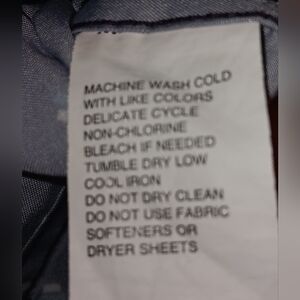 MACHINE WASH COLD
WITH LIKE COLORS
DELICATE CYCLE
NON-CHLORINE
BLEACH IF NEEDED
TUMBLE DRY LOW
COOL IRON
DO NOT DRY CLEAN
DO NOT USE FABRIC
SOFTENERS OR
DRYER SHEETS